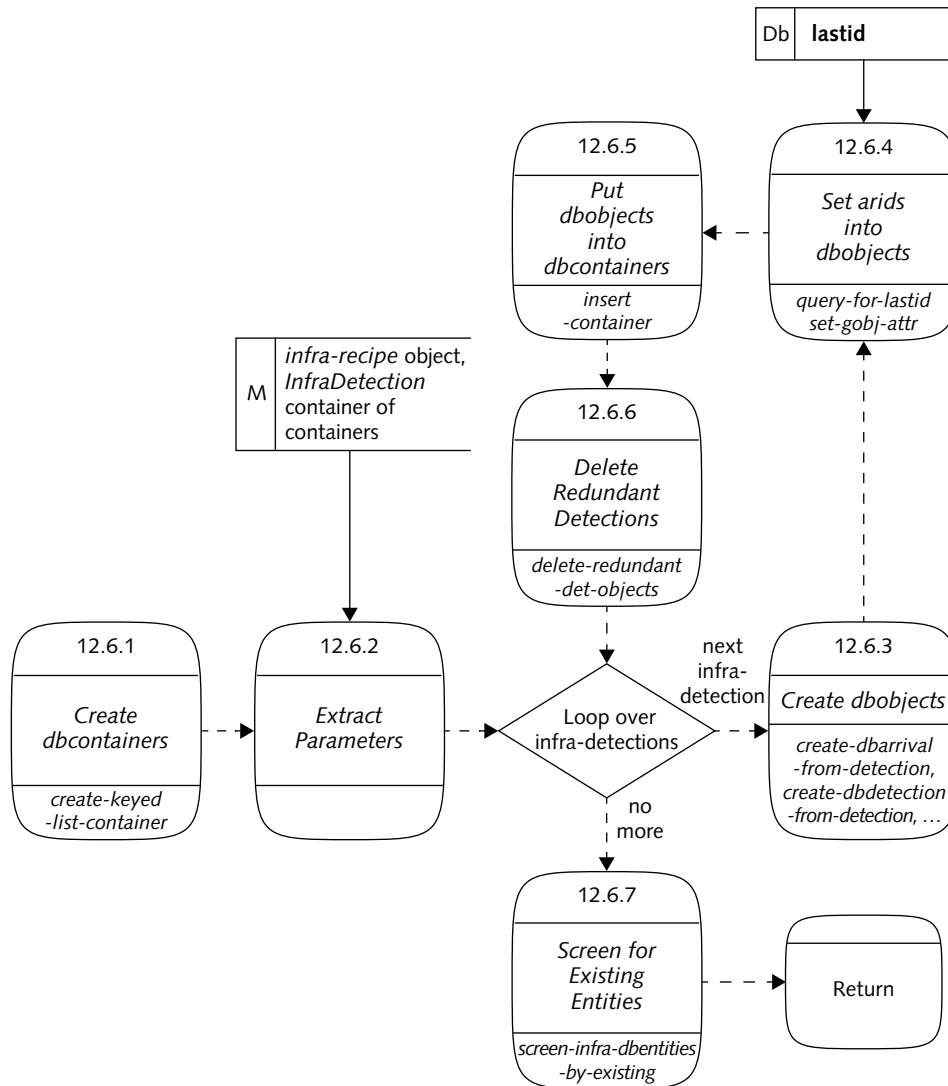 Db lastid
12.6.5
Put
dbobjects
into
dbcontainers
insert
-container
12.6.4
Set arids
into
dbobjects
query-for-lastid
set-gobj-attr
M
infra-recipe object,
InfraDetection
container of
containers
12.6.6
Delete
Redundant
Detections
delete-redundant
-det-objects
12.6.1
Create
dbcontainers
create-keyed
-list-container
12.6.2
Extract
Parameters
Loop over
infra-detections
next
infra-
detection
12.6.3
Create dbobjects
create-dbarrival
-from-detection,
create-dbdetection
-from-detection, ...
no
more
12.6.7
Screen for
Existing
Entities
screen-infra-dbentities
-by-existing
Return